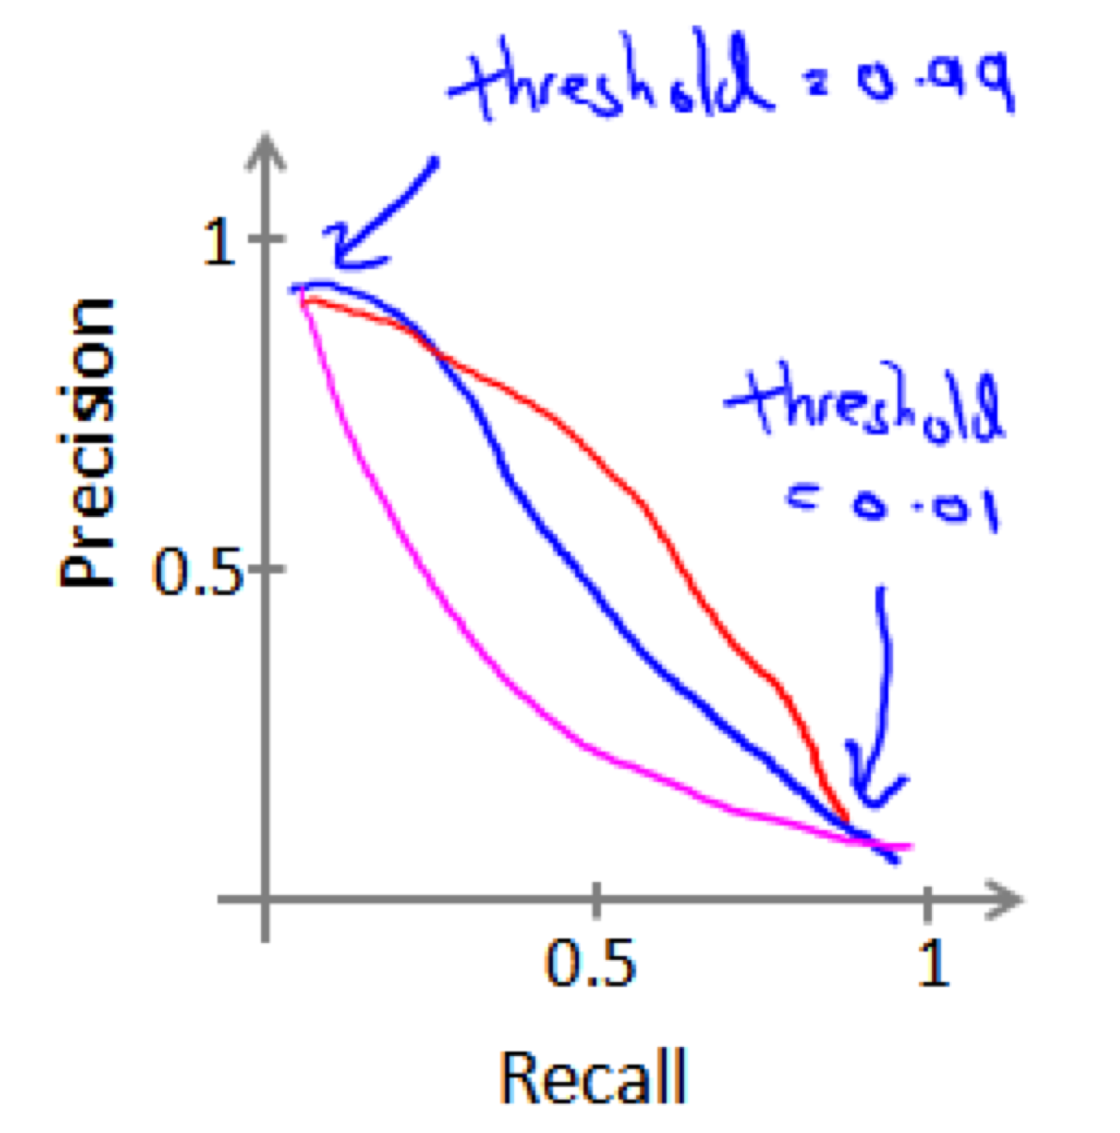 threshold = 0.99
1
Precision
threshold
= 0.01
0.5
0.5
1
Recall